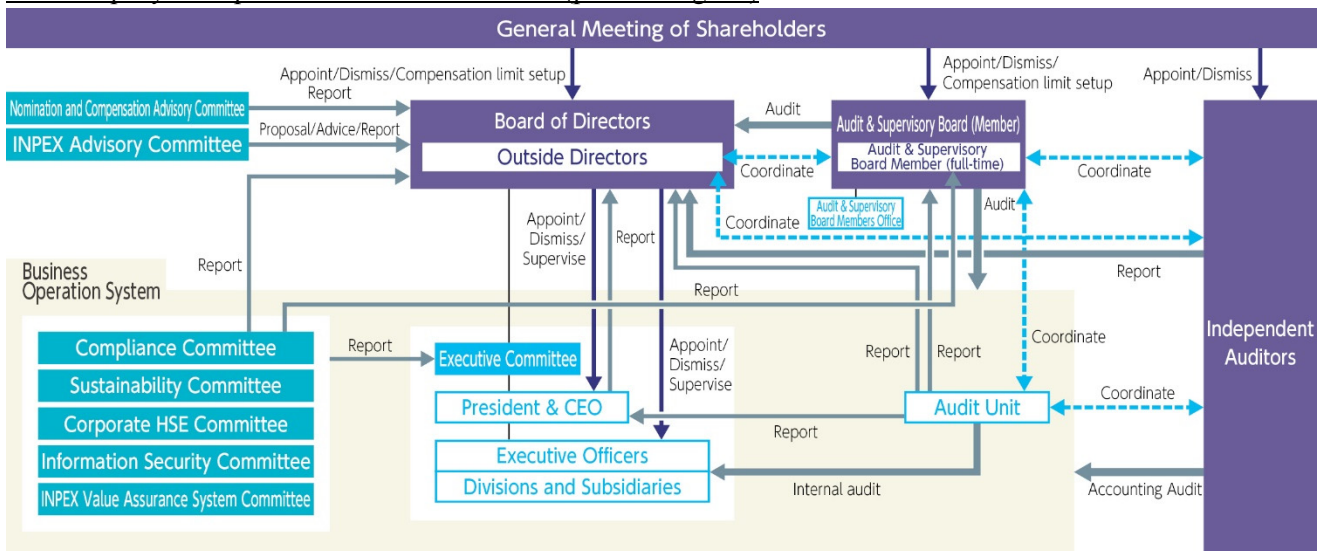 General Meeting of Shareholders
Appoint/Dismiss/Compensation limit setup
Appoint/Dismiss/
Compensation limit setup
Appoint/Dismiss
Nomination and Compensation Advisory Committee
Report
INPEX Advisory Committee
Proposal/Advice/Report
Board of Directors
Outside Directors
Audit
Audit & Supervisory Board (Member)
Audit & Supervisory
Board Member (full-time)
Coordinate
Coordinate
Audit & Supervisory
Board Members Office
Audit
Coordinate
Appoint/
Dismiss/
Supervise
Report
Report
Report
Business
Operation System
Report
Compliance Committee
Sustainability Committee
Corporate HSE Committee
Information Security Committee
INPEX Value Assurance System Committee
Report
Executive Committee
Appoint/
Dismiss/
Supervise
Report
Report
Coordinate
Independent
Auditors
President & CEO
Report
Audit Unit
Coordinate
Executive Officers
Divisions and Subsidiaries
Internal audit
Accounting Audit